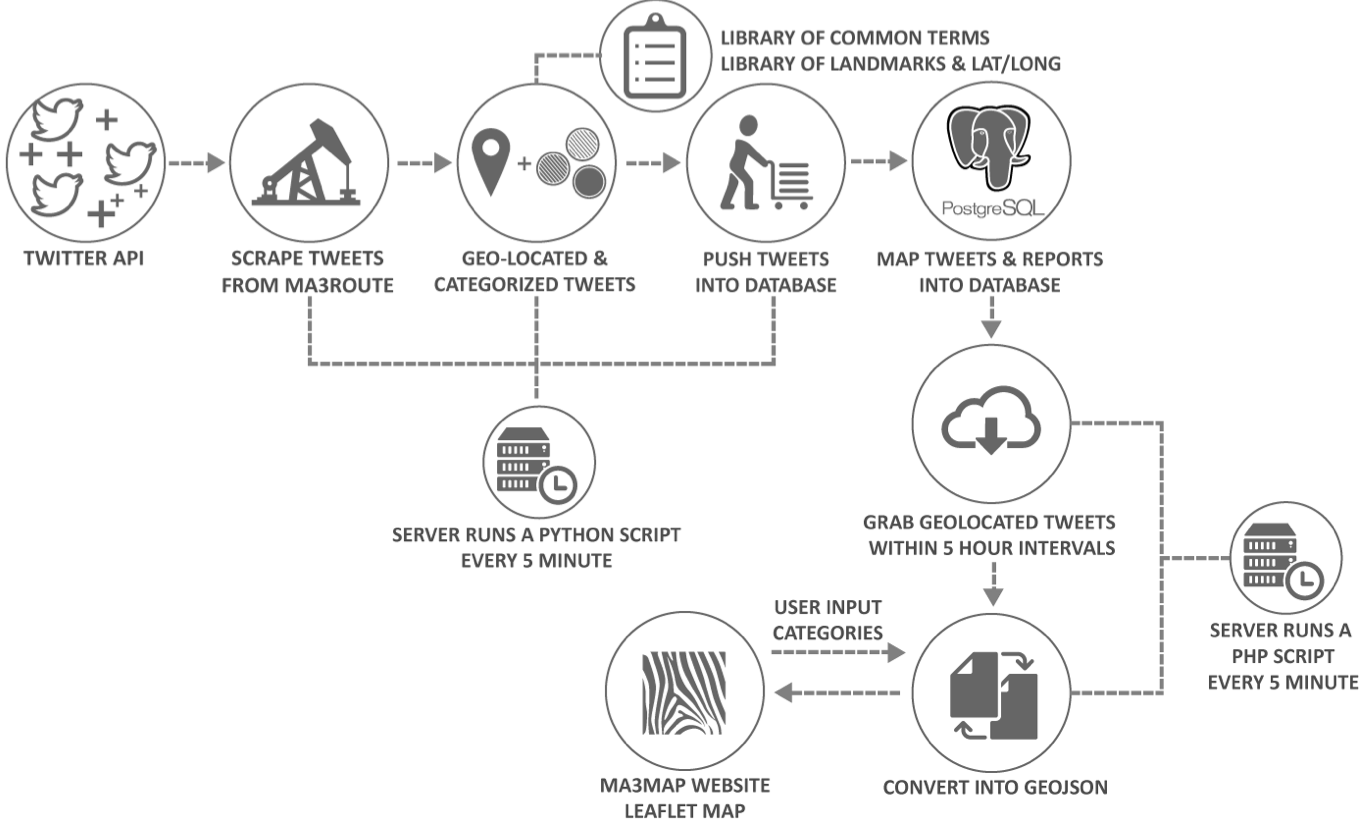 LIBRARY OF COMMON TERMS
LIBRARY OF LANDMARKS & LAT/LONG
TWITTER API
SCRAPE TWEETS
FROM MA3ROUTE
GEO-LOCATED &
CATEGORIZED TWEETS
PUSH TWEETS
INTO DATABASE
PostgreSQL
MAP TWEETS & REPORTS
INTO DATABASE
SERVER RUNS A PYTHON SCRIPT
EVERY 5 MINUTE
GRAB GEOLOCATED TWEETS
WITHIN 5 HOUR INTERVALS
USER INPUT
CATEGORIES
SERVER RUNS A
PHP SCRIPT
EVERY 5 MINUTE
MA3MAP WEBSITE
LEAFLET MAP
CONVERT INTO GEOJSON